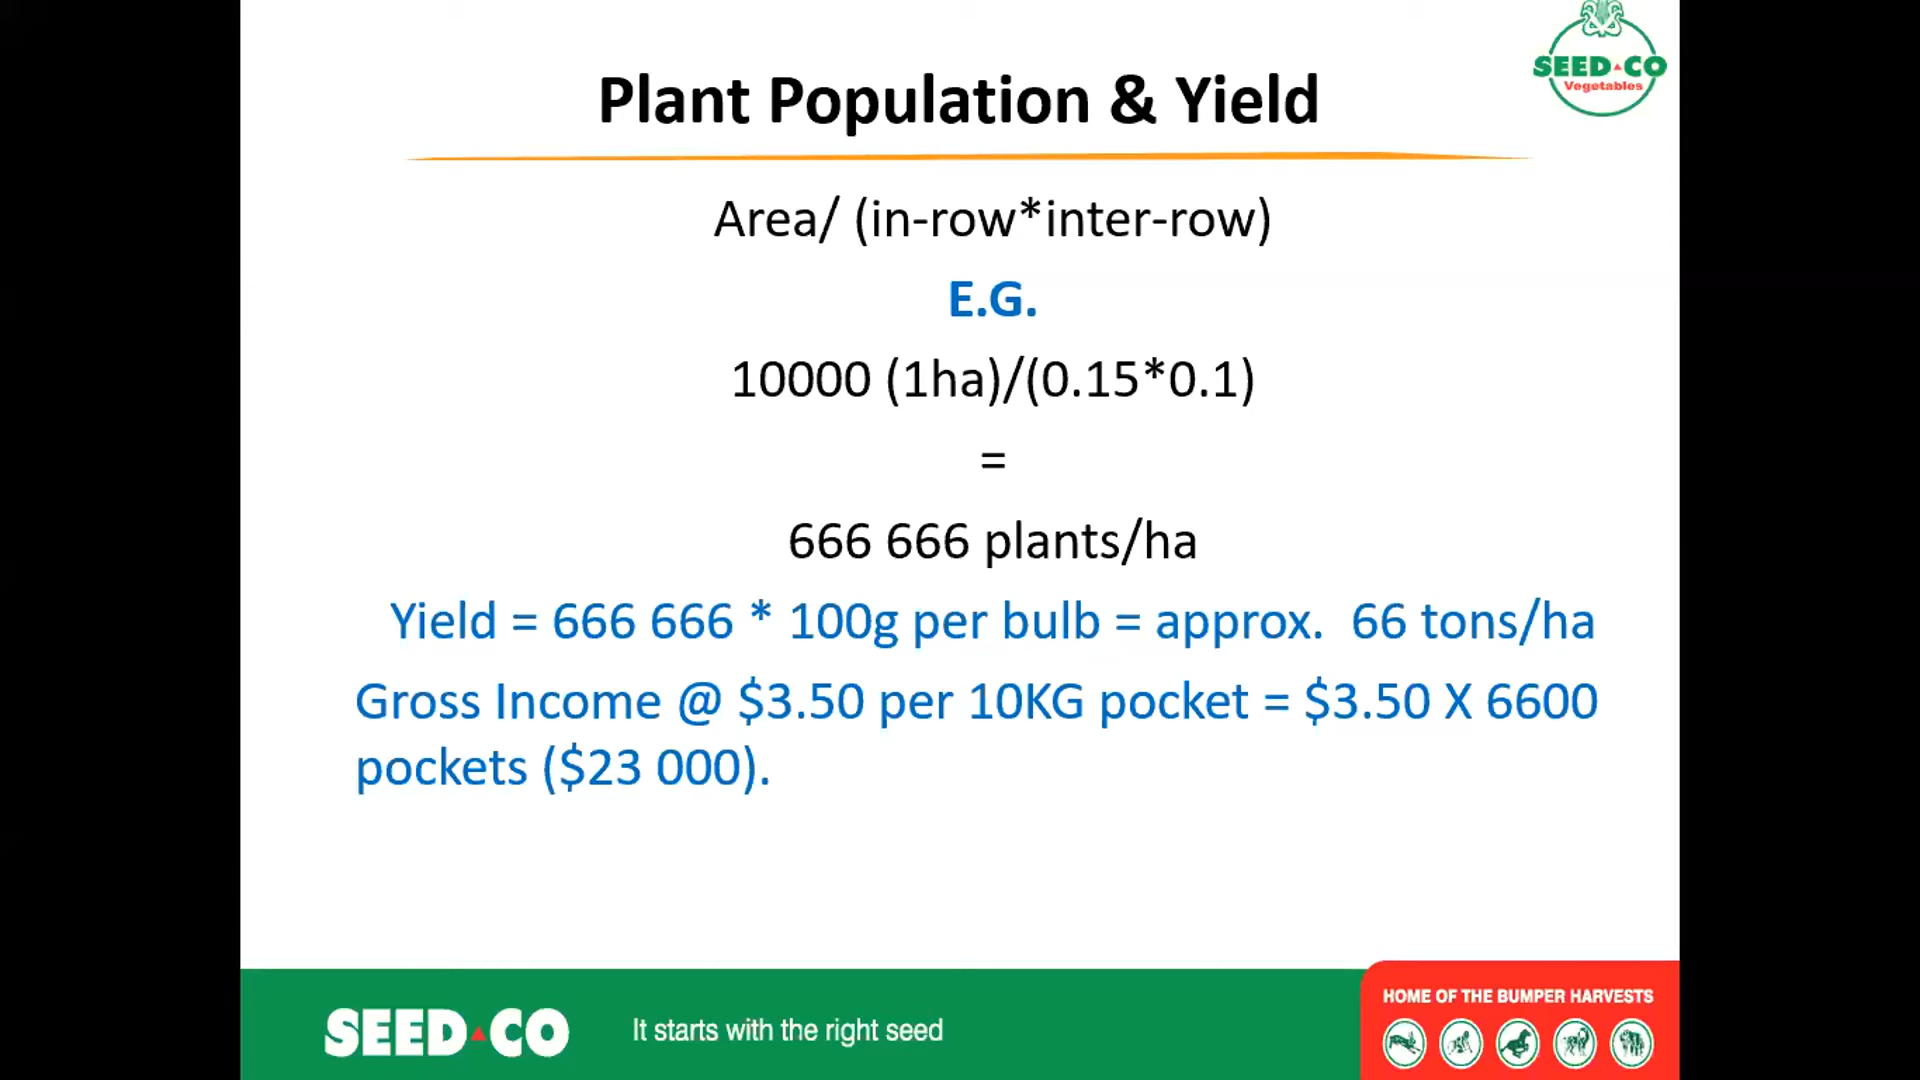 SEED CO
Vegetables
Plant Population & Yield
Area/ (in-row*inter-row)
E.G.
10000 (1ha)/(0.15*0.1)
=
666 666 plants/ha
Yield = 666 666 * 100g per bulb = approx.  66 tons/ha
Gross Income @ $3.50 per 10KG pocket = $3.50 X 6600
pockets ($23 000).
SEED CO
It starts with the right seed
HOME OF THE BUMPER HARVESTS